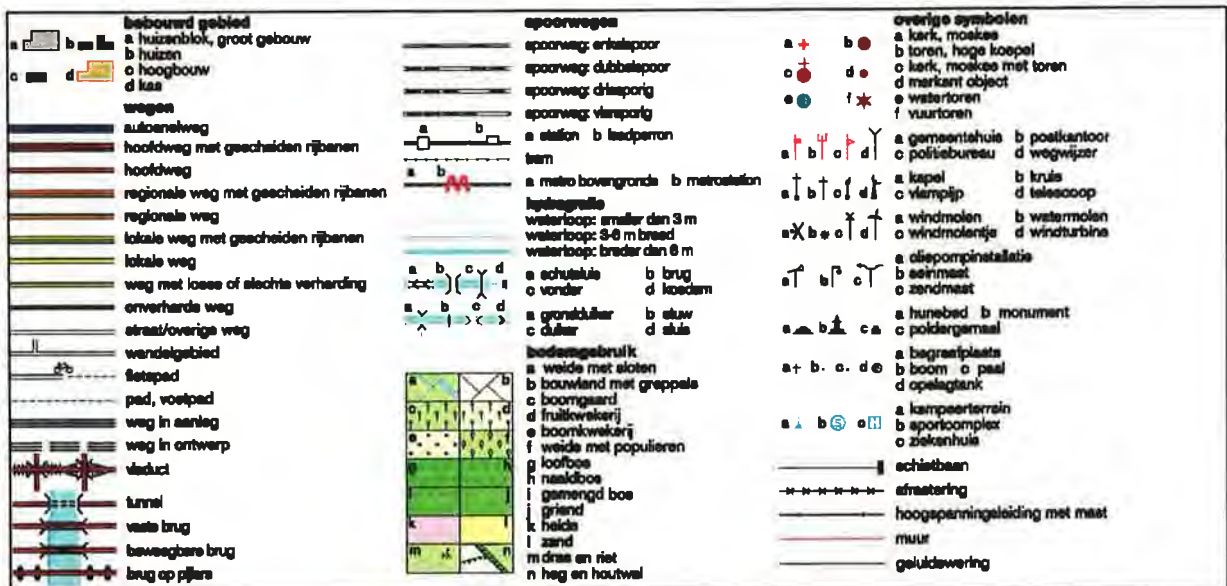 bebouwd gebied
a b a huizenblok, groot gebouw
b huizen
c d c hoogbouw
d kas
wegen
autosnelweg
hoofdweg met gescheiden rijbanen
hoofdweg
regionale weg met gescheiden rijbanen
regionale weg
lokale weg met gescheiden rijbanen
lokale weg
weg met losse of slechte verharding
onverharde weg
straat/overige weg
wandelgebied
fietspad
pad, voetpad
weg in aanleg
weg in ontwerp
viaduct
tunnel
vaste brug
beweegbare brug
brug op pijlers
spoorwegen
spoorweg: enkelspoor
spoorweg: dubbelspoor
spoorweg: driesporig
spoorweg: viersporig
a b a station b laadperron
tram
a b a metro bovengronds b metrostation
hydrografie
waterloop: smaller dan 3 m
waterloop: 3-6 m breed
waterloop: breder dan 6 m
a b c d a schutsluis b brug
c vonder d koedam
a b c d a grondduiker b stuw
c duiker d sluis
bodemgebruik
a weide met sloten
b bouwland met greppels
c boomgaard
d fruitkwekerij
e boomkwekerij
f weide met populieren
g loofbos
h naaldbos
i gemengd bos
j griend
k heide
l zand
m dras en riet
n heg en houtwal
a b
c d
e f
g h
i j
k l
m n
overige symbolen
a b a kerk, moskee
b toren, hoge koepel
c d c kerk, moskee met toren
d markant object
e f e watertoren
f vuurtoren
a b c d a gemeentehuis b postkantoor
c politiebureau d wegwijzer
a b c d a kapel b kruis
c vlampijp d telescoop
a b c d a windmolen b watermolen
c windmolentje d windturbine
a b c a oliepompinstallatie
b seinmast
c zendmast
a b c a hunebed b monument
c poldergemaal
a b c d a begraafplaats
b boom c paal
d opslagtank
a b S c H a kampeerterrein
b sportcomplex
c ziekenhuis
schietbaan
afrastering
hoogspanningsleiding met mast
muur
geluidswering